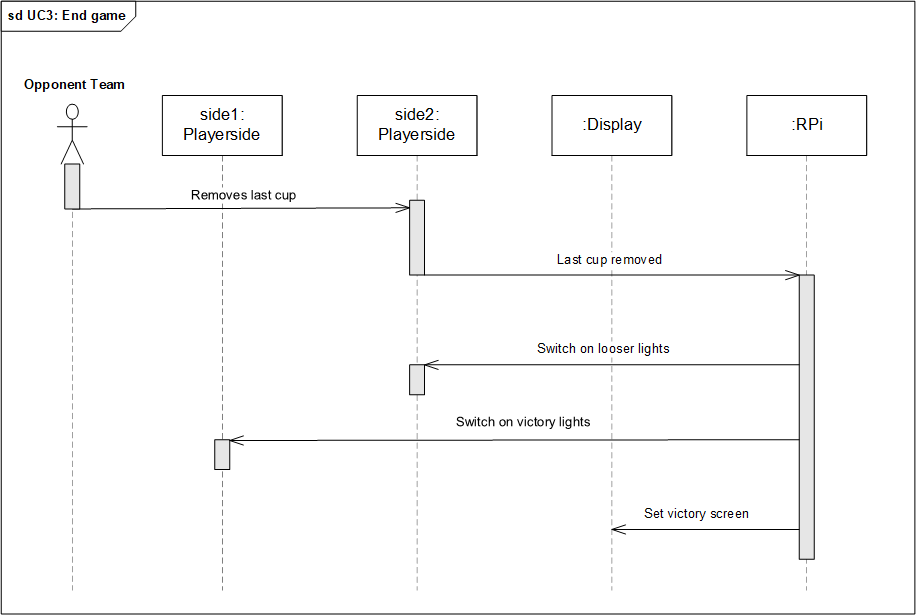 sd UC3: End game
Opponent Team
side1:
Playerside
side2:
Playerside
:Display
:RPi
Removes last cup
Last cup removed
Switch on looser lights
Switch on victory lights
Set victory screen